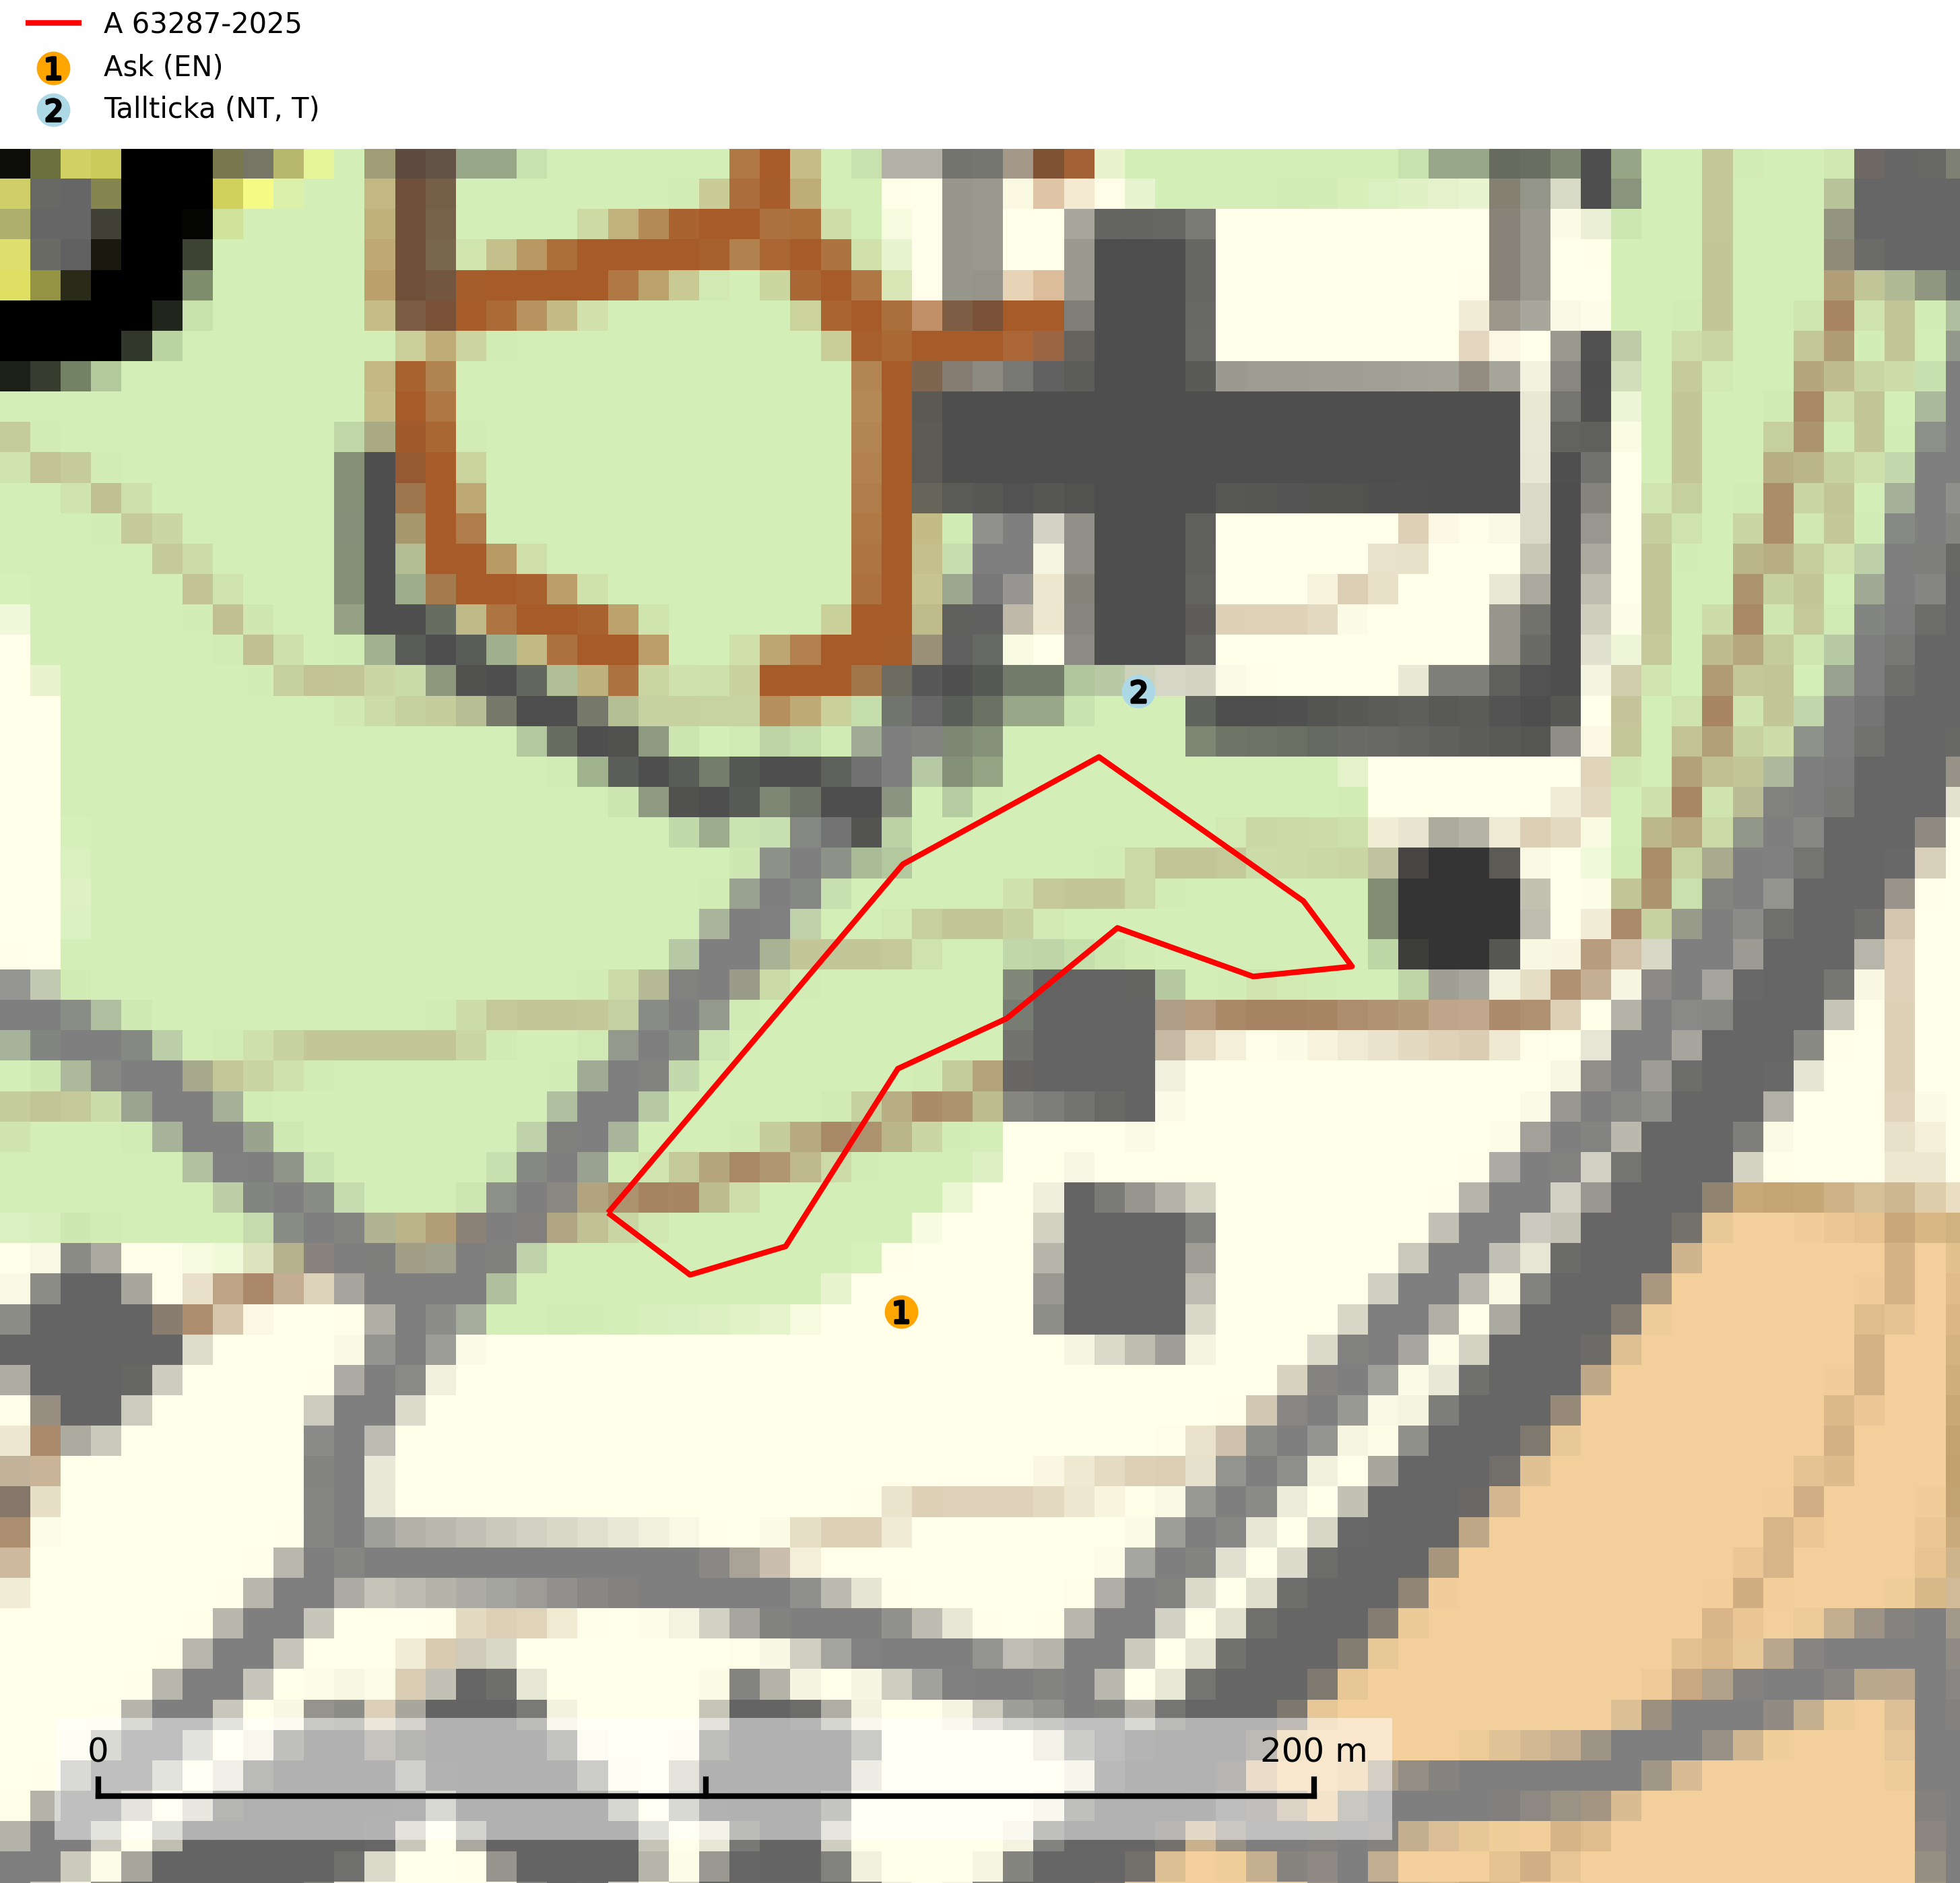 A 63287-2025
1 Ask (EN)
2 Tallticka (NT, T)
2
1
0 200 m